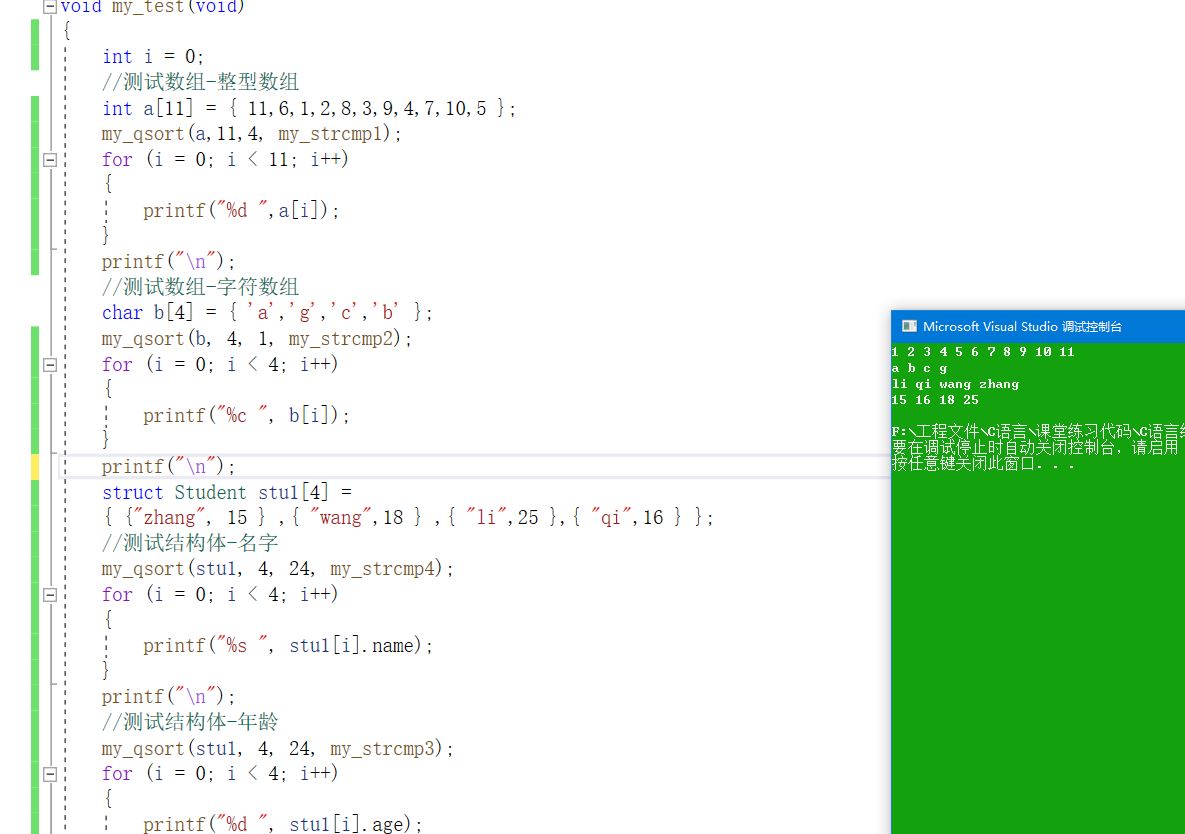 void my_test(void)
{
int i = 0;
//测试数组-整型数组
int a[11] = { 11,6,1,2,8,3,9,4,7,10,5 };
my_qsort(a,11,4, my_strcmp1);
for (i = 0; i < 11; i++)
{
printf("%d ",a[i]);
}
printf("\n");
//测试数组-字符数组
char b[4] = { 'a','g','c','b' };
my_qsort(b, 4, 1, my_strcmp2);
for (i = 0; i < 4; i++)
{
printf("%c ", b[i]);
}
printf("\n");
struct Student stu1[4] =
{ {"zhang", 15 } ,{ "wang",18 } ,{ "li",25 },{ "qi",16 } };
//测试结构体-名字
my_qsort(stu1, 4, 24, my_strcmp4);
for (i = 0; i < 4; i++)
{
printf("%s ", stu1[i].name);
}
printf("\n");
//测试结构体-年龄
my_qsort(stu1, 4, 24, my_strcmp3);
for (i = 0; i < 4; i++)
{
printf("%d ", stu1[i].age);
Microsoft Visual Studio 调试控制台
1 2 3 4 5 6 7 8 9 10 11
a b c g
li qi wang zhang
15 16 18 25
F:\工程文件\C语言\课堂练习代码\C语言
要在调试停止时自动关闭控制台，请启用
按任意键关闭此窗口. . .